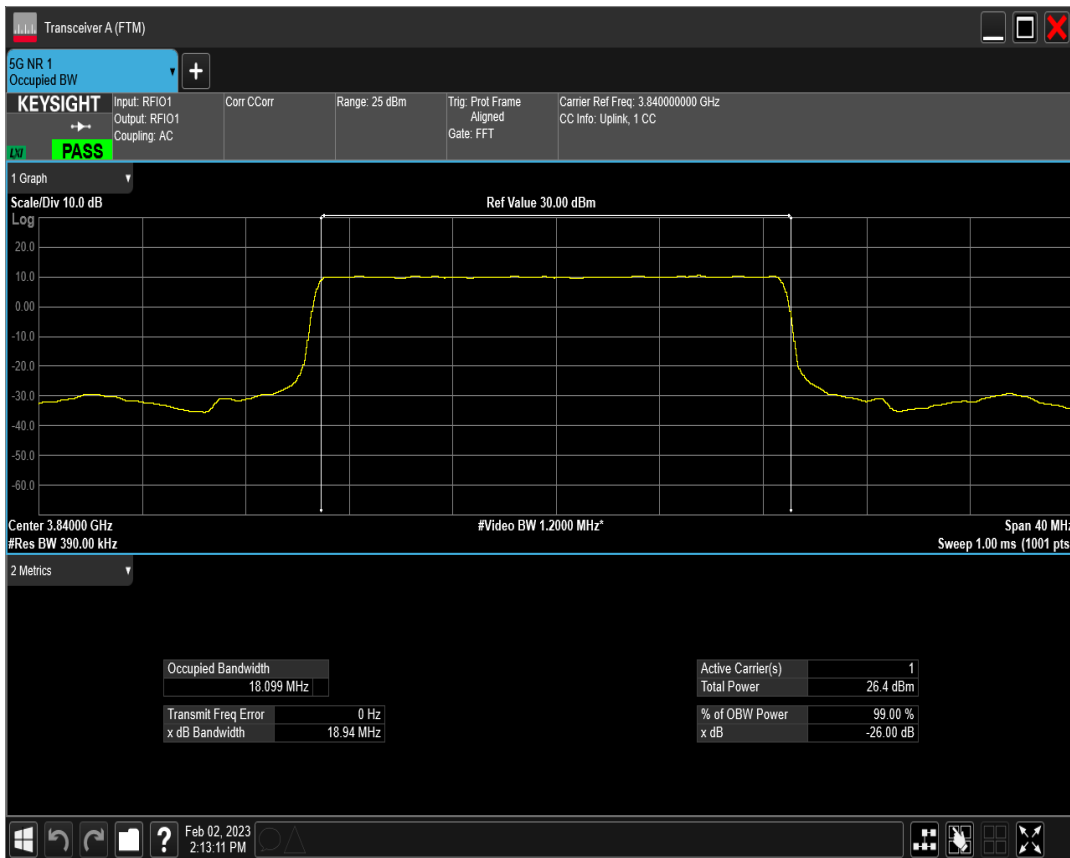 Transceiver A (FTM)
5G NR 1
Occupied BW
+
KEYSIGHT
LXI
PASS
Input: RFIO1
Output: RFIO1
Coupling: AC
Corr CCorr
Range: 25 dBm
Trig: Prot Frame
Aligned
Gate: FFT
Carrier Ref Freq: 3.840000000 GHz
CC Info: Uplink, 1 CC
1 Graph
Scale/Div 10.0 dB
Ref Value 30.00 dBm
Log
20.0
10.0
0.00
-10.0
-20.0
-30.0
-40.0
-50.0
-60.0
Center 3.84000 GHz
#Video BW 1.2000 MHz*
Span 40 MHz
#Res BW 390.00 kHz
Sweep 1.00 ms (1001 pts
2 Metrics
Occupied Bandwidth
18.099 MHz
Transmit Freq Error 0 Hz
x dB Bandwidth 18.94 MHz
Active Carrier(s) 1
Total Power 26.4 dBm
% of OBW Power 99.00 %
x dB -26.00 dB
?
Feb 02, 2023
2:13:11 PM